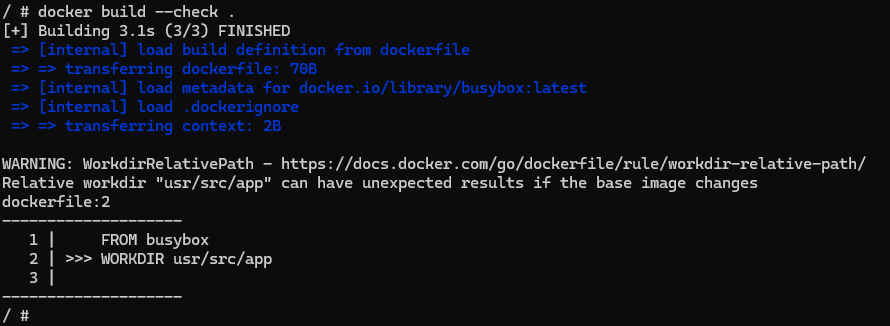 / # docker build --check .
[+] Building 3.1s (3/3) FINISHED
=> [internal] load build definition from dockerfile
=> => transferring dockerfile: 70B
=> [internal] load metadata for docker.io/library/busybox:latest
=> [internal] load .dockerignore
=> => transferring context: 2B

WARNING: WorkdirRelativePath - https://docs.docker.com/go/dockerfile/rule/workdir-relative-path/
Relative workdir "usr/src/app" can have unexpected results if the base image changes
dockerfile:2
--------------------
   1 |     FROM busybox
   2 | >>> WORKDIR usr/src/app
   3 |
--------------------
/ #